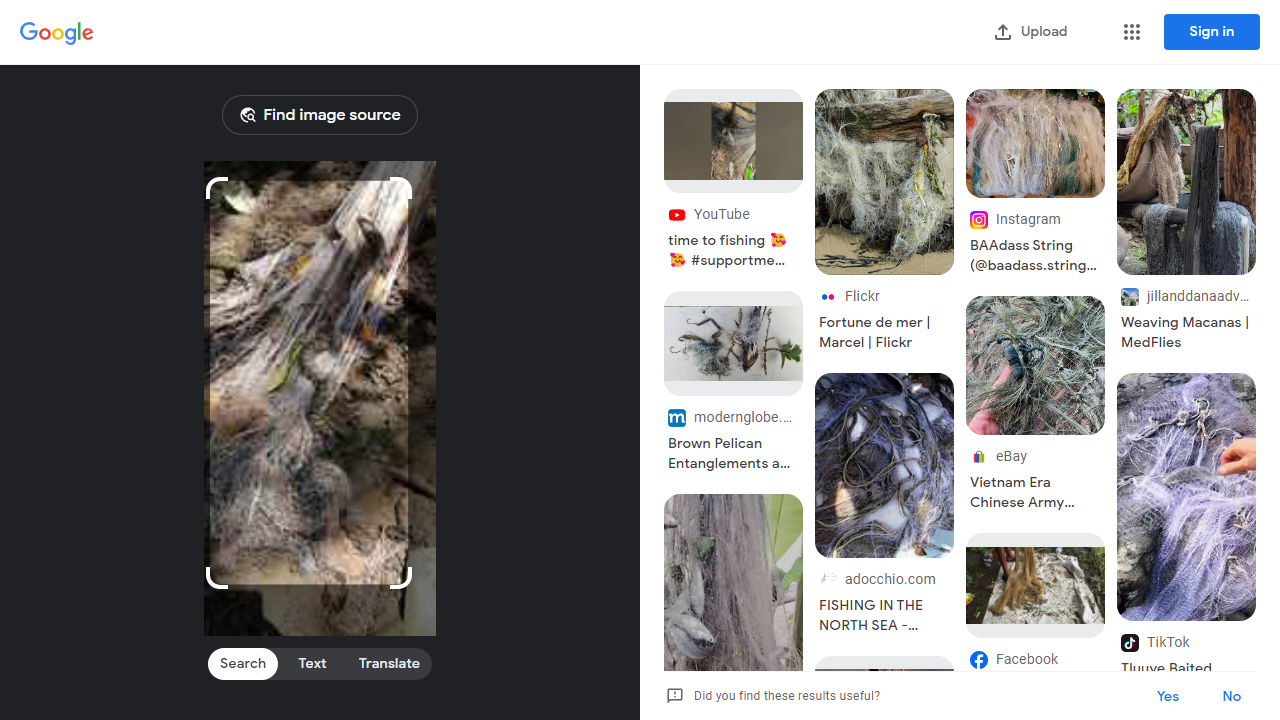 Google
Upload
Sign in
Find image source
Search
Text
Translate
YouTube
time to fishing 🥰
🥰 #supportme...
modernglobe....
Brown Pelican
Entanglements a...
Flickr
Fortune de mer |
Marcel | Flickr
adocchio.com
FISHING IN THE
NORTH SEA -...
Instagram
BAAdass String
(@baadass.string...
eBay
Vietnam Era
Chinese Army...
Facebook
jillanddanaadv...
Weaving Macanas |
MedFlies
TikTok
Tluuye Baited
Did you find these results useful?
Yes
No